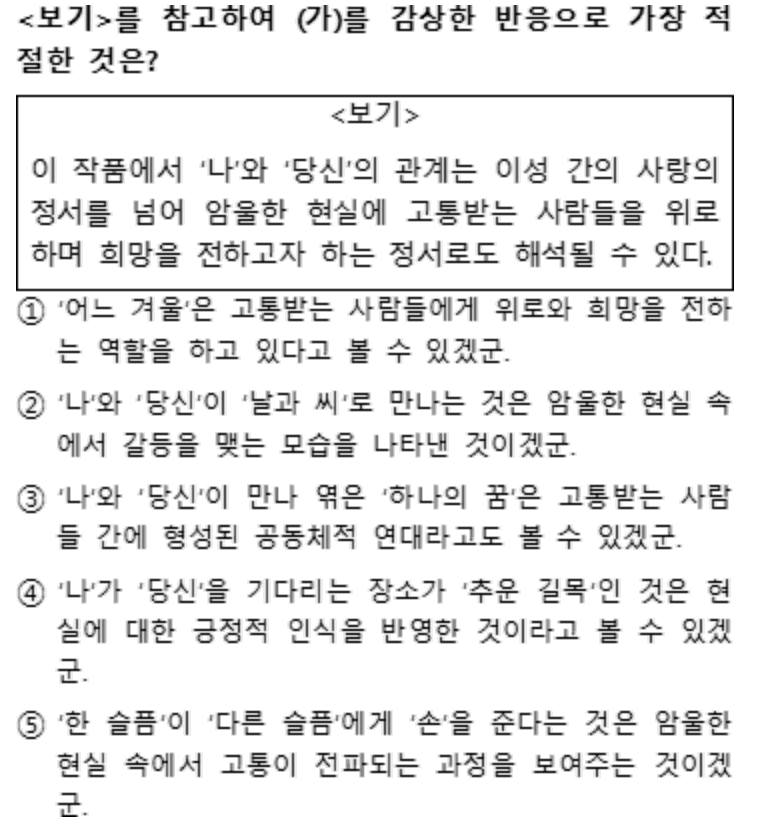 <보기>를 참고하여 (가)를 감상한 반응으로 가장 적
절한 것은?
<보기>
이 작품에서 '나'와 '당신'의 관계는 이성 간의 사랑의
정서를 넘어 암울한 현실에 고통받는 사람들을 위로
하며 희망을 전하고자 하는 정서로도 해석될 수 있다.
① '어느 겨울'은 고통받는 사람들에게 위로와 희망을 전하
는 역할을 하고 있다고 볼 수 있겠군.
② '나'와 '당신'이 '날과 씨'로 만나는 것은 암울한 현실 속
에서 갈등을 맺는 모습을 나타낸 것이겠군.
③ '나'와 '당신'이 만나 엮은 '하나의 꿈'은 고통받는 사람
들 간에 형성된 공동체적 연대라고도 볼 수 있겠군.
④ '나'가 '당신'을 기다리는 장소가 '추운 길목'인 것은 현
실에 대한 긍정적 인식을 반영한 것이라고 볼 수 있겠
군.
⑤ '한 슬픔'이 '다른 슬픔'에게 '손'을 준다는 것은 암울한
현실 속에서 고통이 전파되는 과정을 보여주는 것이겠
군.